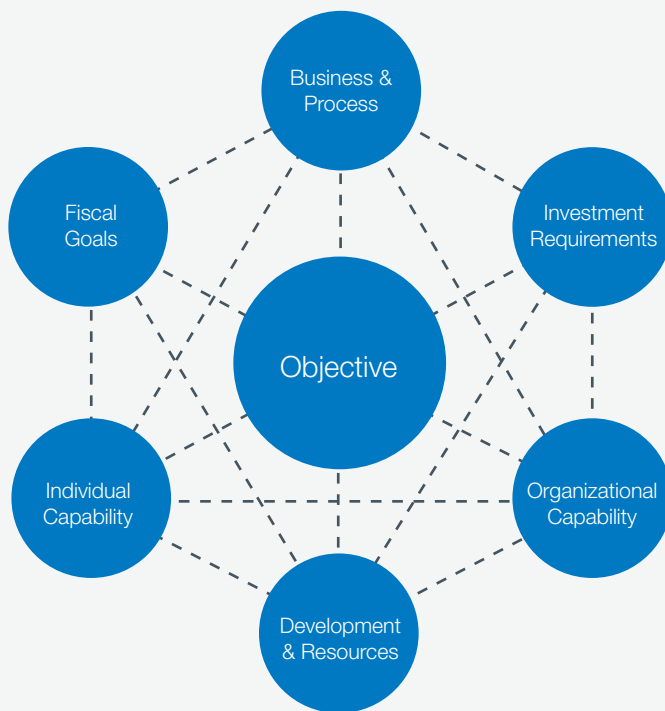 Business &
Process
Fiscal
Goals
Investment
Requirements
Objective
Individual
Capability
Organizational
Capability
Development
& Resources